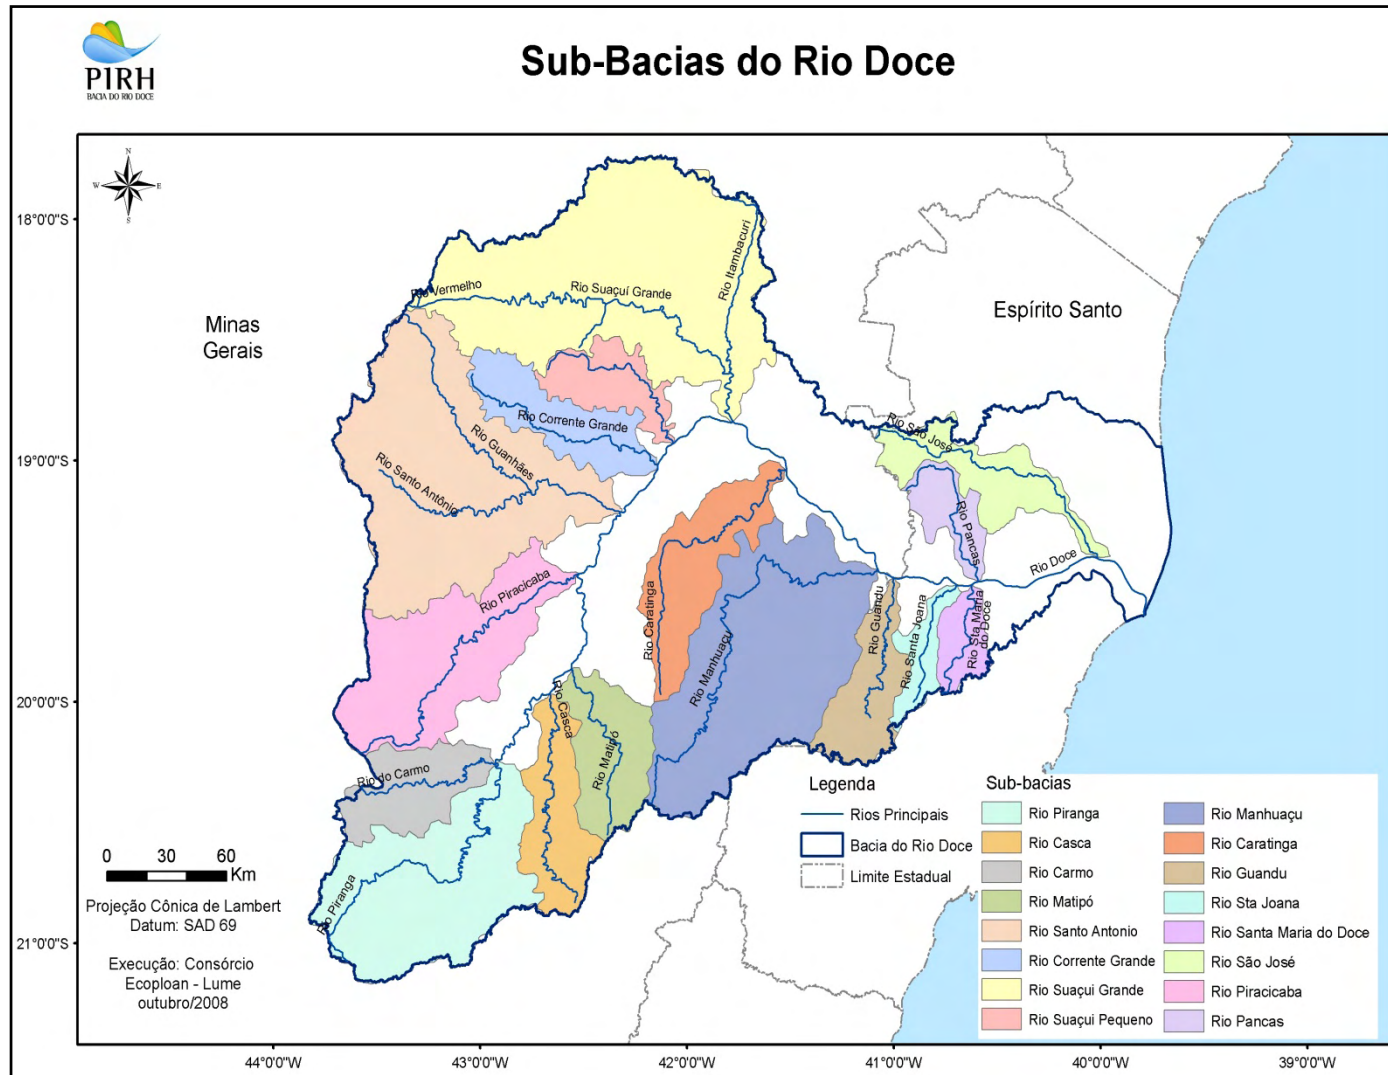 PIRH
BACIA DO RIO DOCE
Sub-Bacias do Rio Doce
N
W
E
S
18°0'0"S
19°0'0"S
20°0'0"S
21°0'0"S
Minas
Gerais
Espírito Santo
Rio Vermelho
Rio Suaçuí Grande
Rio Itambacuri
Rio Corrente Grande
Rio Guanhães
Rio Santo Antônio
Rio São José
Rio Pancas
Rio Doce
Rio Piracicaba
Rio Caratinga
Rio Manhuaçu
Rio Guandu
Rio Santa Joana
Rio Sta Maria
do Doce
Rio Casca
Rio Matipó
Rio do Carmo
Rio Piranga
0 30 60
Km
Projeção Cônica de Lambert
Datum: SAD 69
Execução: Consórcio
Ecoploan - Lume
outubro/2008
Legenda
Rios Principais
Bacia do Rio Doce
Limite Estadual
Sub-bacias
Rio Piranga
Rio Casca
Rio Carmo
Rio Matipó
Rio Santo Antonio
Rio Corrente Grande
Rio Suaçui Grande
Rio Suaçui Pequeno
Rio Manhuaçu
Rio Caratinga
Rio Guandu
Rio Sta Joana
Rio Santa Maria do Doce
Rio São José
Rio Piracicaba
Rio Pancas
44°0'0"W
43°0'0"W
42°0'0"W
41°0'0"W
40°0'0"W
39°0'0"W